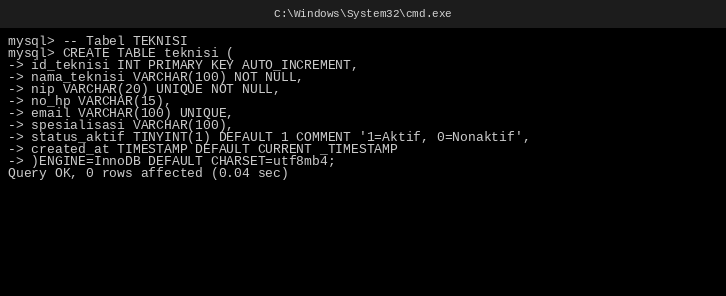 C:\Windows\System32\cmd.exe
mysql> -- Tabel TEKNISI
mysql> CREATE TABLE teknisi (
-> id_teknisi INT PRIMARY KEY AUTO_INCREMENT,
-> nama_teknisi VARCHAR(100) NOT NULL,
-> nip VARCHAR(20) UNIQUE NOT NULL,
-> no_hp VARCHAR(15),
-> email VARCHAR(100) UNIQUE,
-> spesialisasi VARCHAR(100),
-> status_aktif TINYINT(1) DEFAULT 1 COMMENT '1=Aktif, 0=Nonaktif',
-> created_at TIMESTAMP DEFAULT CURRENT _TIMESTAMP
-> )ENGINE=InnoDB DEFAULT CHARSET=utf8mb4;
Query OK, 0 rows affected (0.04 sec)